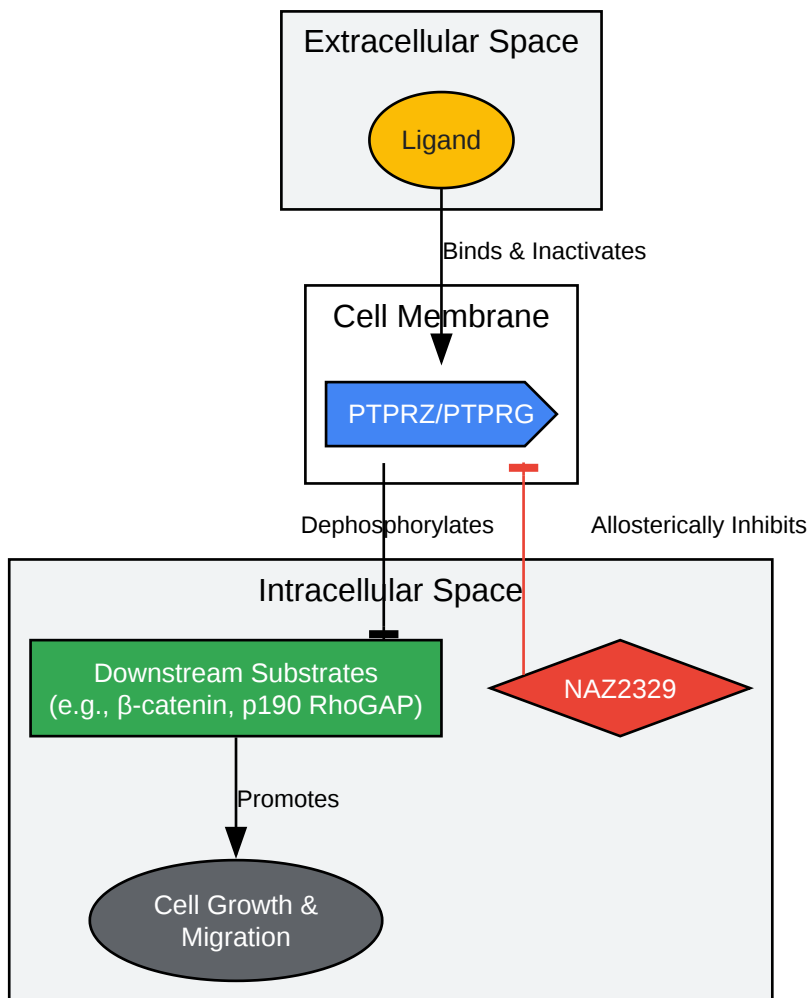 Extracellular Space
Ligand
Binds & Inactivates
Cell Membrane
PTPRZ/PTPRG
Dephosphorylates
Allosterically Inhibits
Intracellular Space
Downstream Substrates
(e.g., β-catenin, p190 RhoGAP)
NAZ2329
Promotes
Cell Growth &
Migration